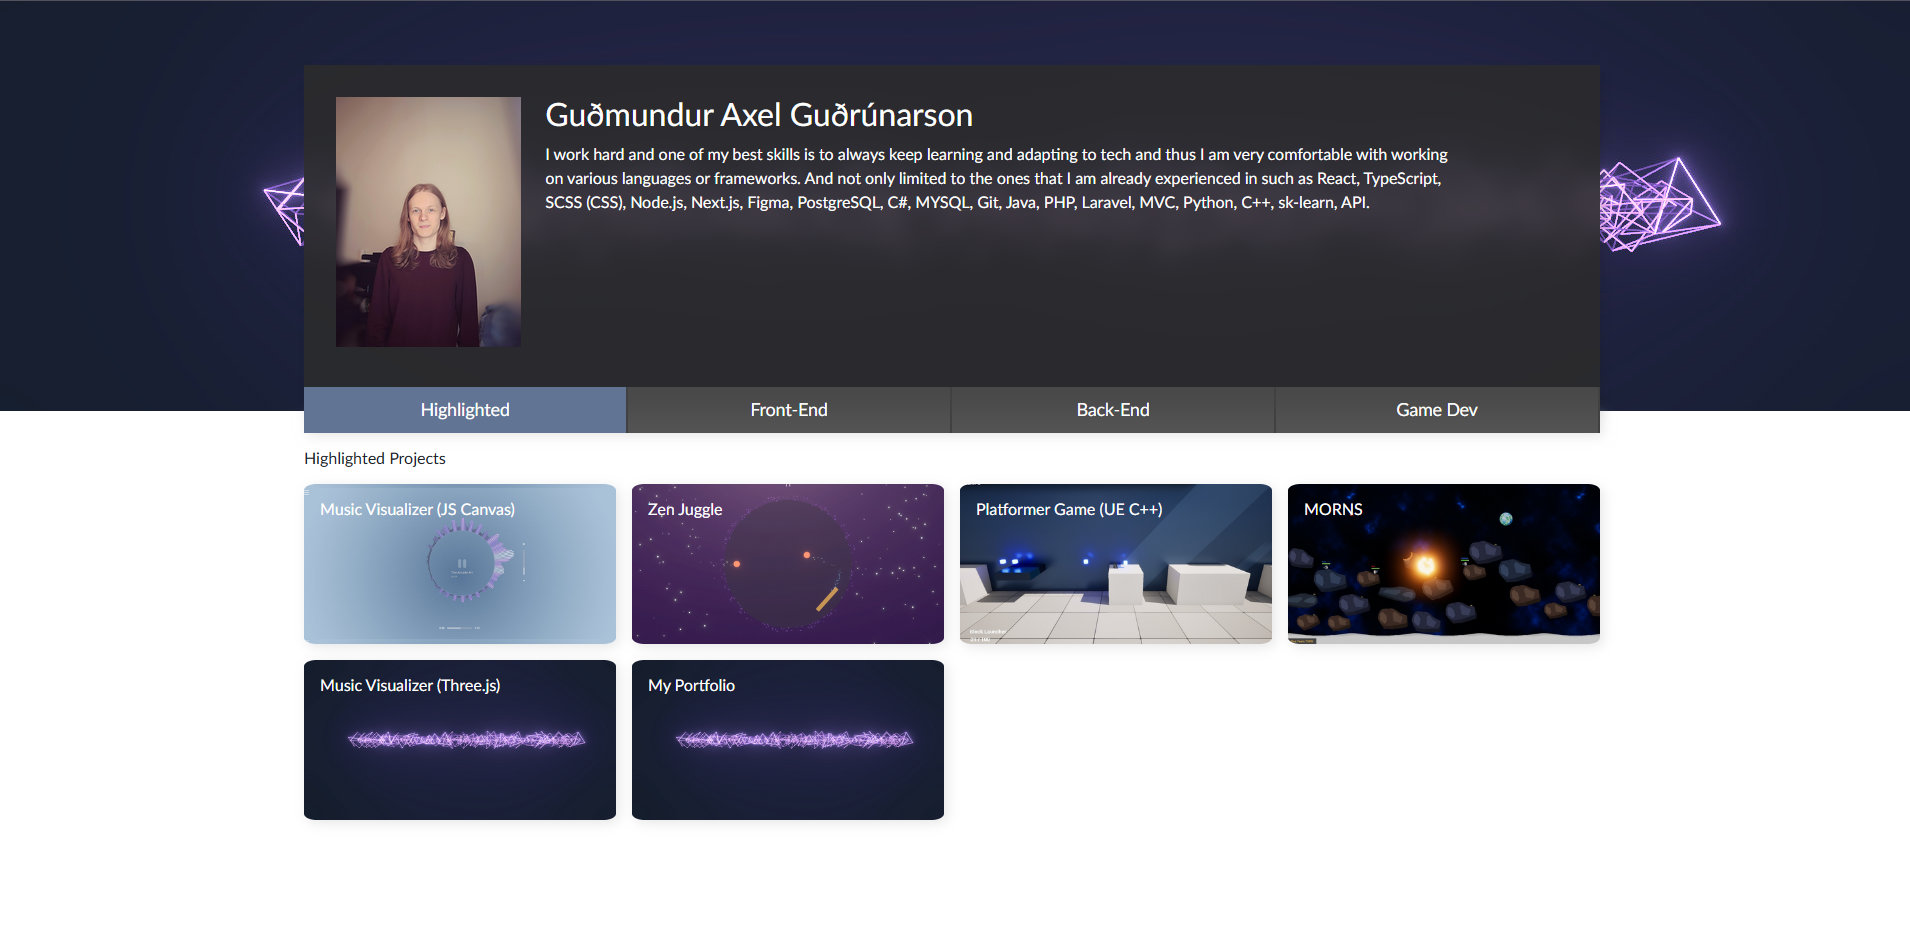 Guðmundur Axel Guðrúnarson
I work hard and one of my best skills is to always keep learning and adapting to tech and thus I am very comfortable with working
on various languages or frameworks. And not only limited to the ones that I am already experienced in such as React, TypeScript,
SCSS (CSS), Node.js, Next.js, Figma, PostgreSQL, C#, MYSQL, Git, Java, PHP, Laravel, MVC, Python, C++, sk-learn, API.
Highlighted Front-End Back-End Game Dev
Highlighted Projects
Music Visualizer (JS Canvas) Zen Juggle Platformer Game (UE C++) MORNS
Music Visualizer (Three.js) My Portfolio